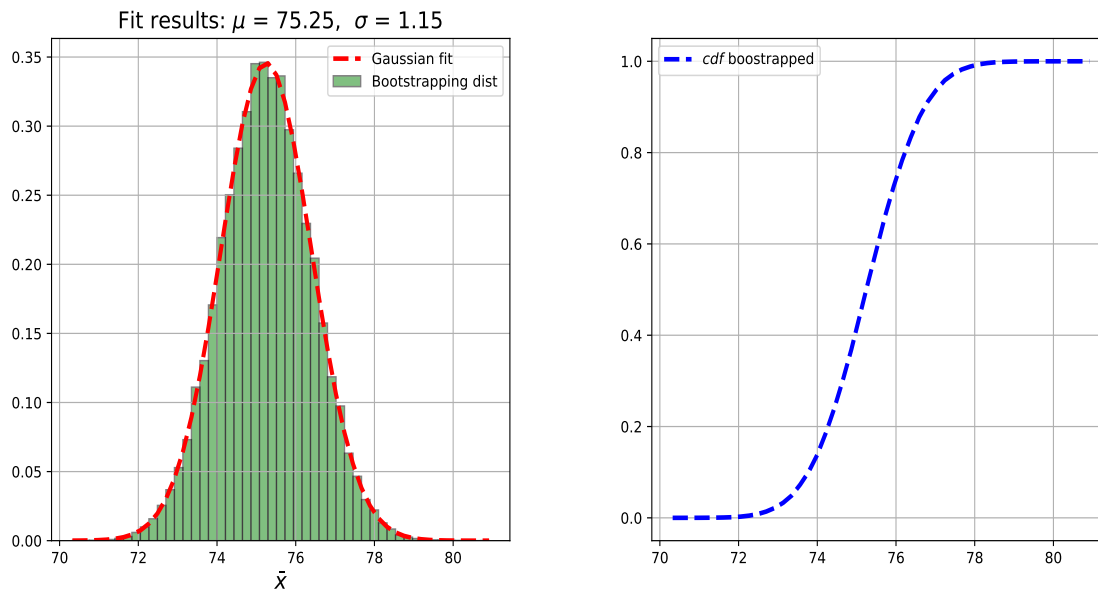 Fit results: μ = 75.25, σ = 1.15
0.35
0.30
0.25
0.20
0.15
0.10
0.05
0.00
70 72 74 76 78 80
x̄
Gaussian fit
Bootstrapping dist
1.0
0.8
0.6
0.4
0.2
0.0
70 72 74 76 78 80
cdf boostrapped